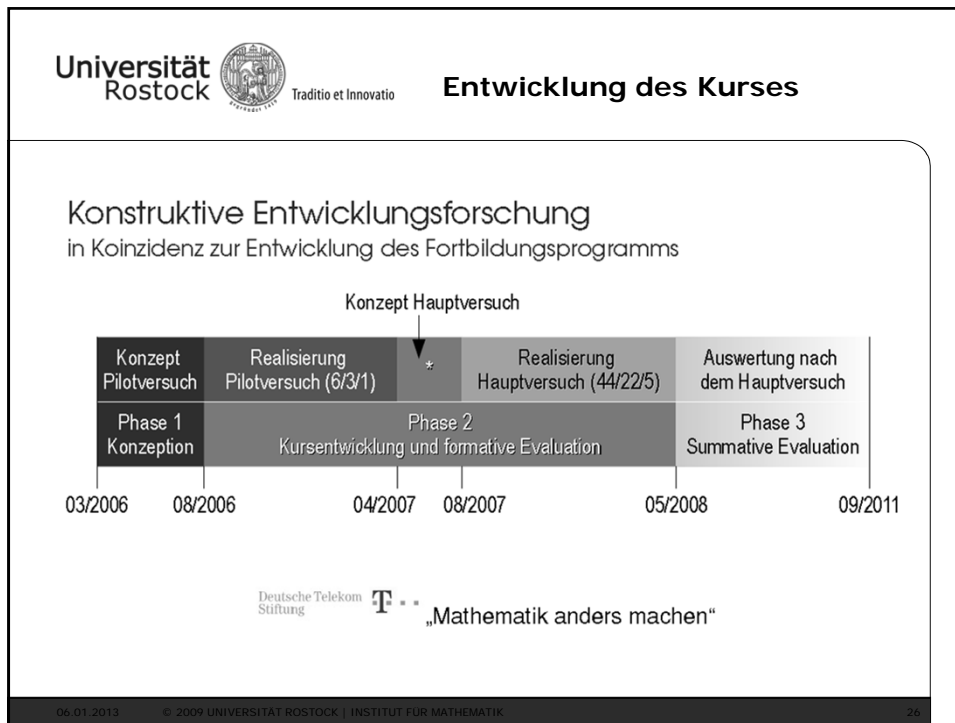 Universität
Rostock
Traditio et Innovatio
Entwicklung des Kurses
Konstruktive Entwicklungsforschung
in Koinzidenz zur Entwicklung des Fortbildungsprogramms
Konzept Hauptversuch
Konzept
Pilotversuch
Realisierung
Pilotversuch (6/3/1)
*
Realisierung
Hauptversuch (44/22/5)
Auswertung nach
dem Hauptversuch
Phase 1
Konzeption
Phase 2
Kursentwicklung und formative Evaluation
Phase 3
Summative Evaluation
03/2006 08/2006 04/2007 08/2007 05/2008 09/2011
Deutsche Telekom
Stiftung
T
„Mathematik anders machen“
06.01.2013 © 2009 UNIVERSITÄT ROSTOCK | INSTITUT FÜR MATHEMATIK 26